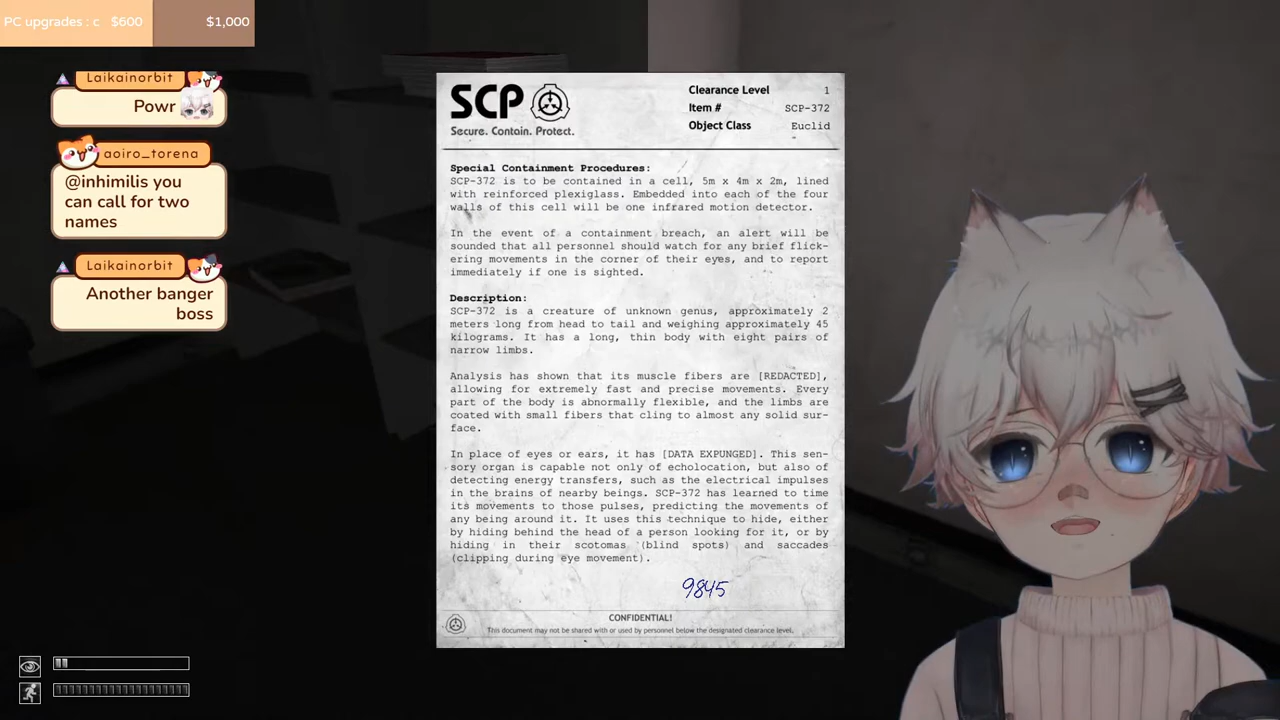 PC upgrades : c $600 $1,000
Laikainorbit
Powr
aoiro_torena
@inhimilis you
can call for two
names
Laikainorbit
Another banger
boss
SCP
Secure. Contain. Protect.
Clearance Level 1
Item # SCP-372
Object Class Euclid
Special Containment Procedures:
SCP-372 is to be contained in a cell, 5m x 4m x 2m, lined
with reinforced plexiglass. Embedded into each of the four
walls of this cell will be one infrared motion detector.
In the event of a containment breach, an alert will be
sounded that all personnel should watch for any brief flick-
ering movements in the corner of their eyes, and to report
immediately if one is sighted.
Description:
SCP-372 is a creature of unknown genus, approximately 2
meters long from head to tail and weighing approximately 45
kilograms. It has a long, thin body with eight pairs of
narrow limbs.
Analysis has shown that its muscle fibers are [REDACTED],
allowing for extremely fast and precise movements. Every
part of the body is abnormally flexible, and the limbs are
coated with small fibers that cling to almost any solid sur-
face.
In place of eyes or ears, it has [DATA EXPUNGED]. This sen-
sory organ is capable not only of echolocation, but also of
detecting energy transfers, such as the electrical impulses
in the brains of nearby beings. SCP-372 has learned to time
its movements to those pulses, predicting the movements of
any being around it. It uses this technique to hide, either
by hiding behind the head of a person looking for it, or by
hiding in their scotomas (blind spots) and saccades
(clipping during eye movement).
9845
CONFIDENTIAL!
This document may not be shared with or used by personnel below the designated clearance level.